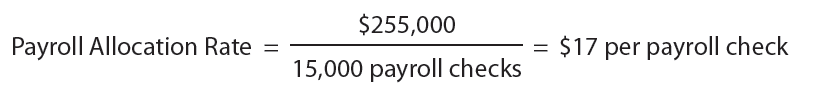 $255,000
Payroll Allocation Rate = = $17 per payroll check
15,000 payroll checks